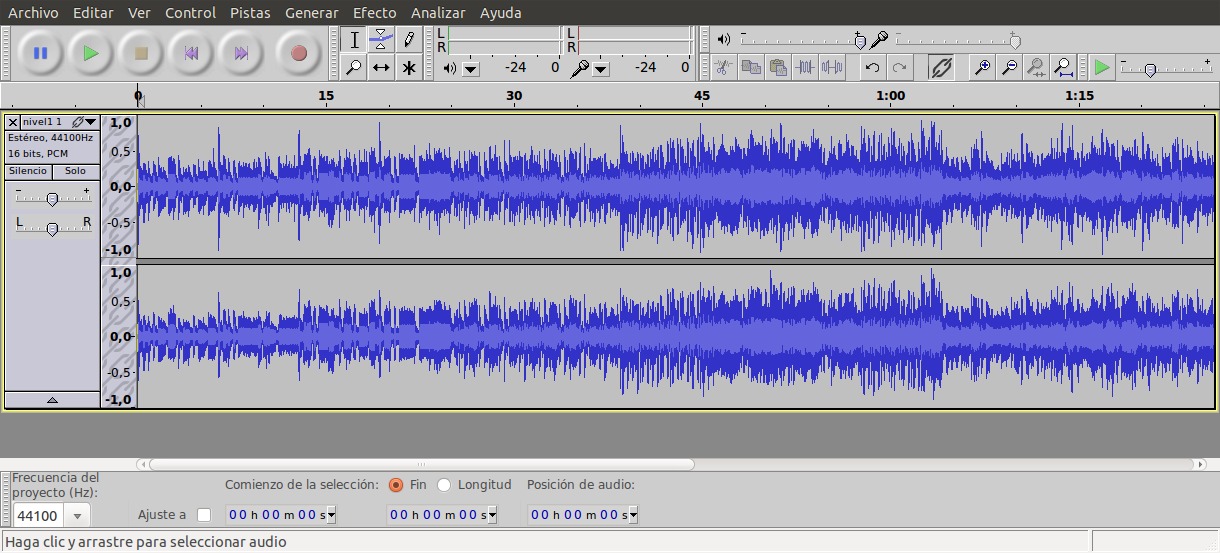 Archivo Editar Ver Control Pistas Generar Efecto Analizar Ayuda
L L
R R
-24 0 -24 0
- + - +
- +
0 15 30 45 1:00 1:15
nivel1 1
Estéreo, 44100Hz
16 bits, PCM
Silencio Solo
- +
L R
1,0
0,5
0,0
-0,5
-1,0
1,0
0,5
0,0
-0,5
-1,0
Frecuencia del
proyecto (Hz):
44100
Comienzo de la selección: Fin Longitud Posición de audio:
Ajuste a 00 h 00 m 00 s 00 h 00 m 00 s 00 h 00 m 00 s
Haga clic y arrastre para seleccionar audio